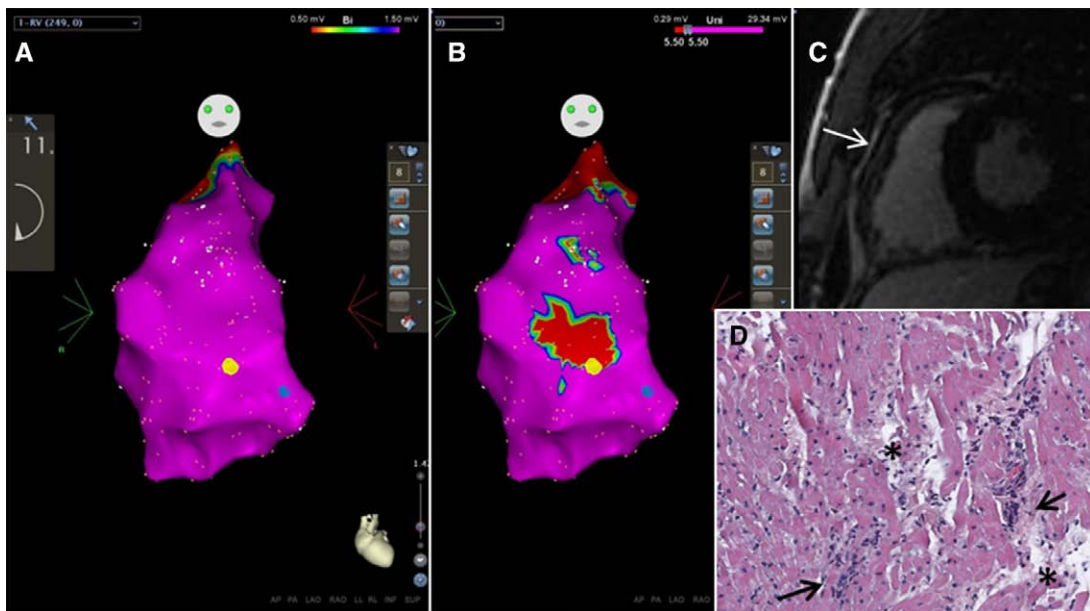 A
1-RV (249, 0)
0.50 mV Bi 1.50 mV
11.
8
R
L
AP PA LAO RAO LL RL INF SUP
B
0)
0.29 mV Uni 29.34 mV
5.50 5.50
8
L
AP PA LAO RAO LL RL INF SUP
C
D
*
*